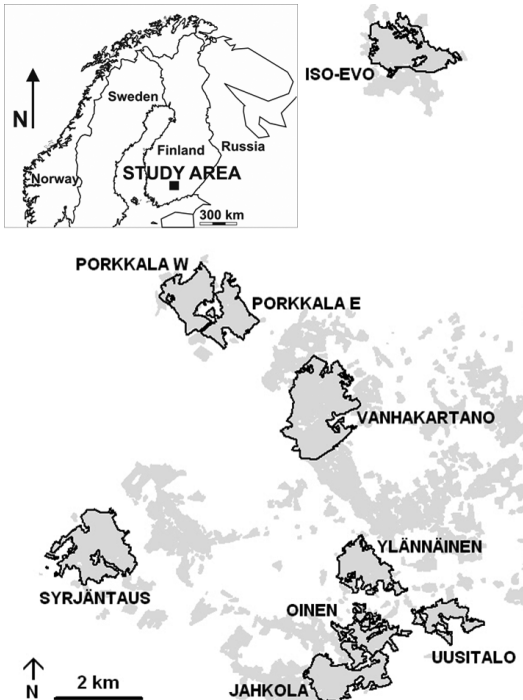 ISO-EVO
Sweden
N
Finland
Russia
Norway
STUDY AREA
300 km
PORKKALA W
PORKKALA E
VANHAKARTANO
YLÄNNÄINEN
SYRJÄNTAUS
OINEN
UUSITALO
N
2 km
JAHKOLA